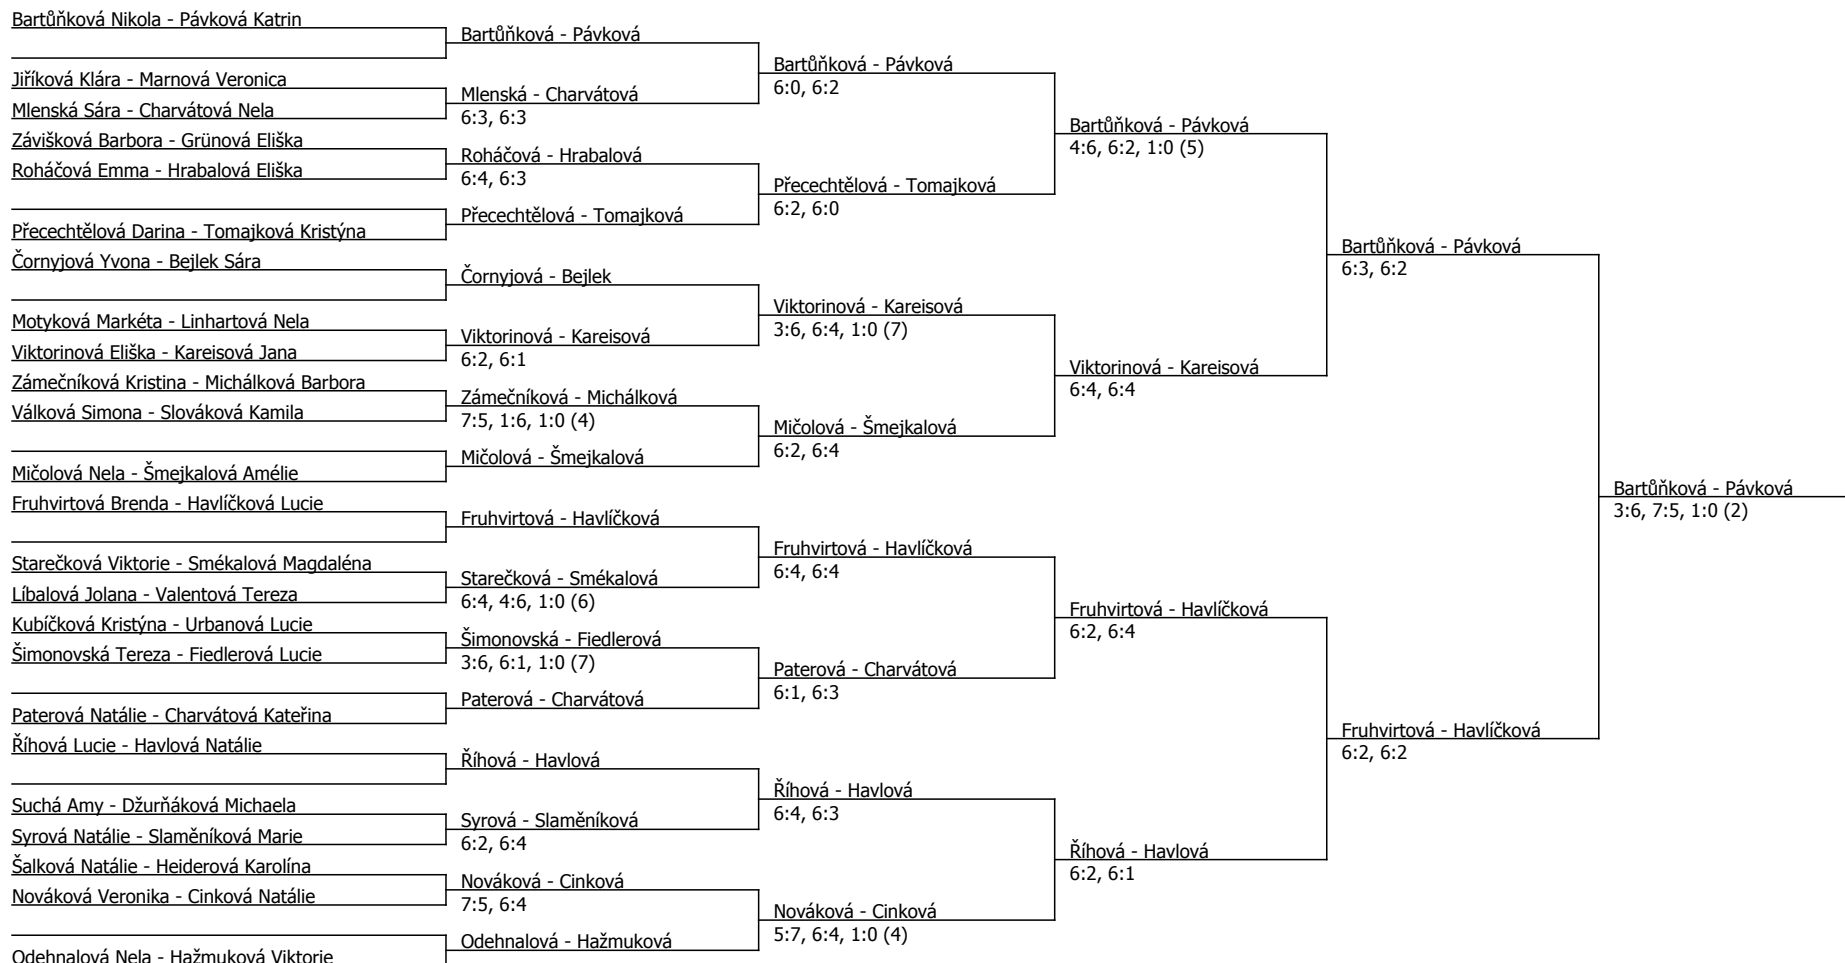 Bartůňková Nikola - Pávková Katrin
Jiříková Klára - Marnová Veronica
Mlenská Sára - Charvátová Nela
Závišková Barbora - Grünová Eliška
Roháčová Emma - Hrabalová Eliška
Přecechtělová Darina - Tomajková Kristýna
Čornyjová Yvona - Bejlek Sára
Motyková Markéta - Linhartová Nela
Viktorinová Eliška - Kareisová Jana
Zámečníková Kristina - Michálková Barbora
Válková Simona - Slováková Kamila
Mičolová Nela - Šmejkalová Amélie
Fruhvirtová Brenda - Havlíčková Lucie
Starečková Viktorie - Smékalová Magdaléna
Líbalová Jolana - Valentová Tereza
Kubíčková Kristýna - Urbanová Lucie
Šimonovská Tereza - Fiedlerová Lucie
Paterová Natálie - Charvátová Kateřina
Říhová Lucie - Havlová Natálie
Suchá Amy - Džurňáková Michaela
Syrová Natálie - Slaměníková Marie
Šalková Natálie - Heiderová Karolína
Nováková Veronika - Cinková Natálie
Odehnalová Nela - Hažmuková Viktorie
Bartůňková - Pávková
Mlenská - Charvátová
6:3, 6:3
Roháčová - Hrabalová
6:4, 6:3
Přecechtělová - Tomajková
Čornyjová - Bejlek
Viktorinová - Kareisová
6:2, 6:1
Zámečníková - Michálková
7:5, 1:6, 1:0 (4)
Mičolová - Šmejkalová
Fruhvirtová - Havlíčková
Starečková - Smékalová
6:4, 4:6, 1:0 (6)
Šimonovská - Fiedlerová
3:6, 6:1, 1:0 (7)
Paterová - Charvátová
Říhová - Havlová
Syrová - Slaměníková
6:2, 6:4
Nováková - Cinková
7:5, 6:4
Odehnalová - Hažmuková
Bartůňková - Pávková
6:0, 6:2
Přecechtělová - Tomajková
6:2, 6:0
Viktorinová - Kareisová
3:6, 6:4, 1:0 (7)
Mičolová - Šmejkalová
6:2, 6:4
Fruhvirtová - Havlíčková
6:4, 6:4
Paterová - Charvátová
6:1, 6:3
Říhová - Havlová
6:4, 6:3
Nováková - Cinková
5:7, 6:4, 1:0 (4)
Bartůňková - Pávková
4:6, 6:2, 1:0 (5)
Viktorinová - Kareisová
6:4, 6:4
Fruhvirtová - Havlíčková
6:2, 6:4
Říhová - Havlová
6:2, 6:1
Bartůňková - Pávková
6:3, 6:2
Fruhvirtová - Havlíčková
6:2, 6:2
Bartůňková - Pávková
3:6, 7:5, 1:0 (2)